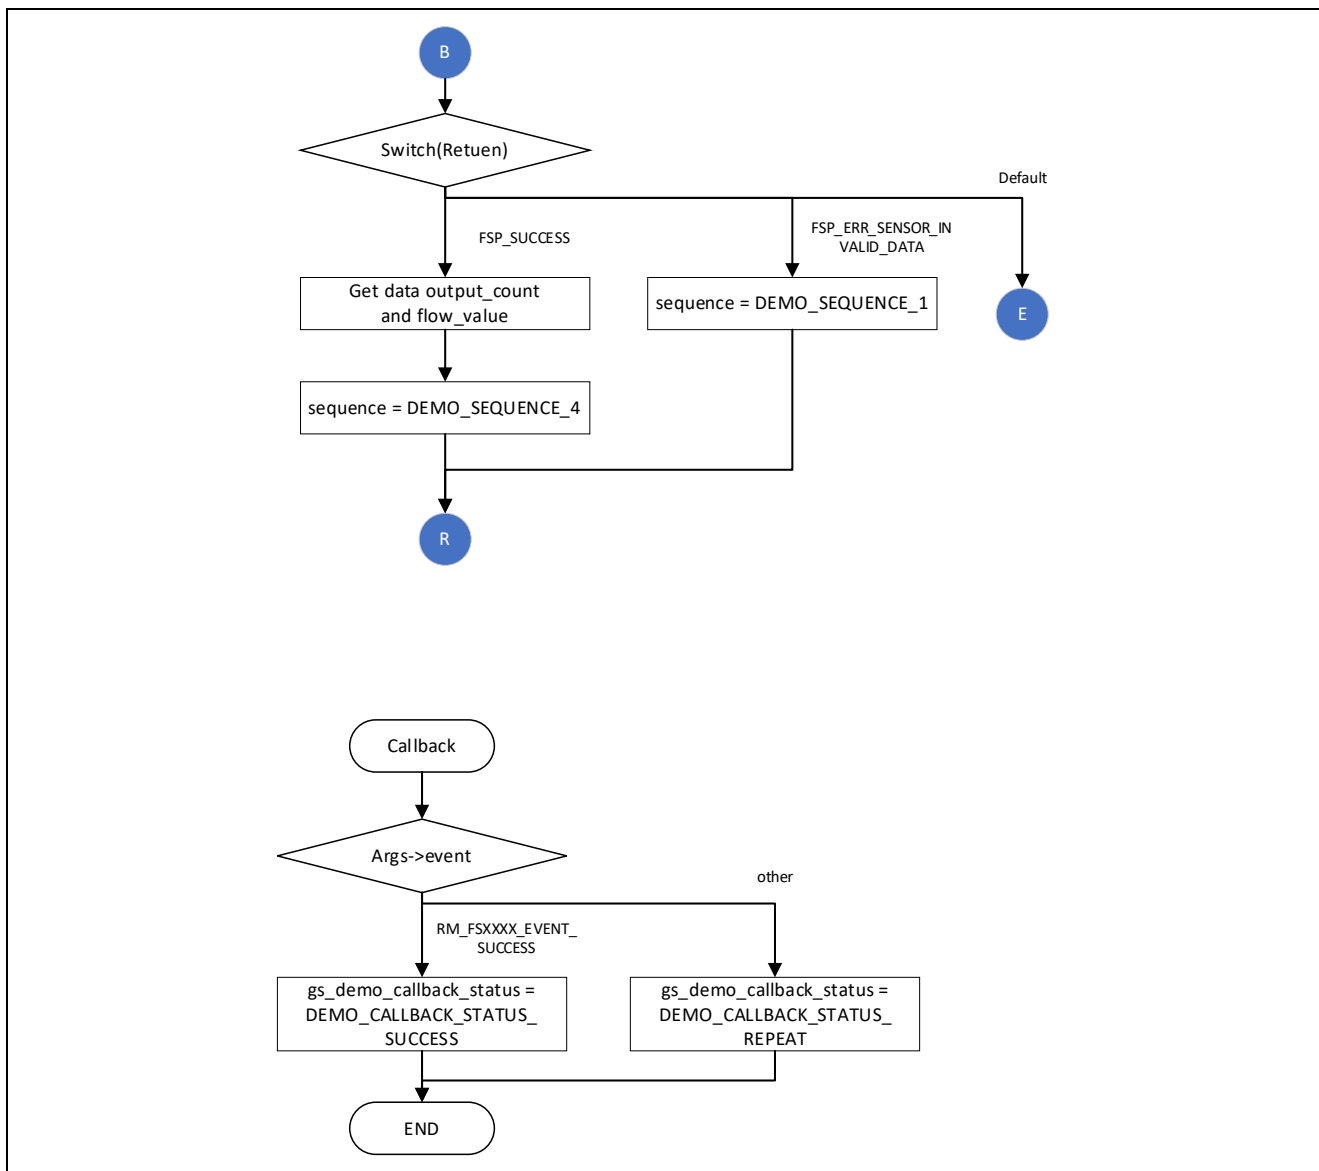 B
Switch(Retuen)
Default
FSP_SUCCESS
FSP_ERR_SENSOR_IN
VALID_DATA
Get data output_count
and flow_value
sequence = DEMO_SEQUENCE_1
E
sequence = DEMO_SEQUENCE_4
R
Callback
Args->event
other
RM_FSXXXX_EVENT_
SUCCESS
gs_demo_callback_status =
DEMO_CALLBACK_STATUS_
SUCCESS
gs_demo_callback_status =
DEMO_CALLBACK_STATUS_
REPEAT
END